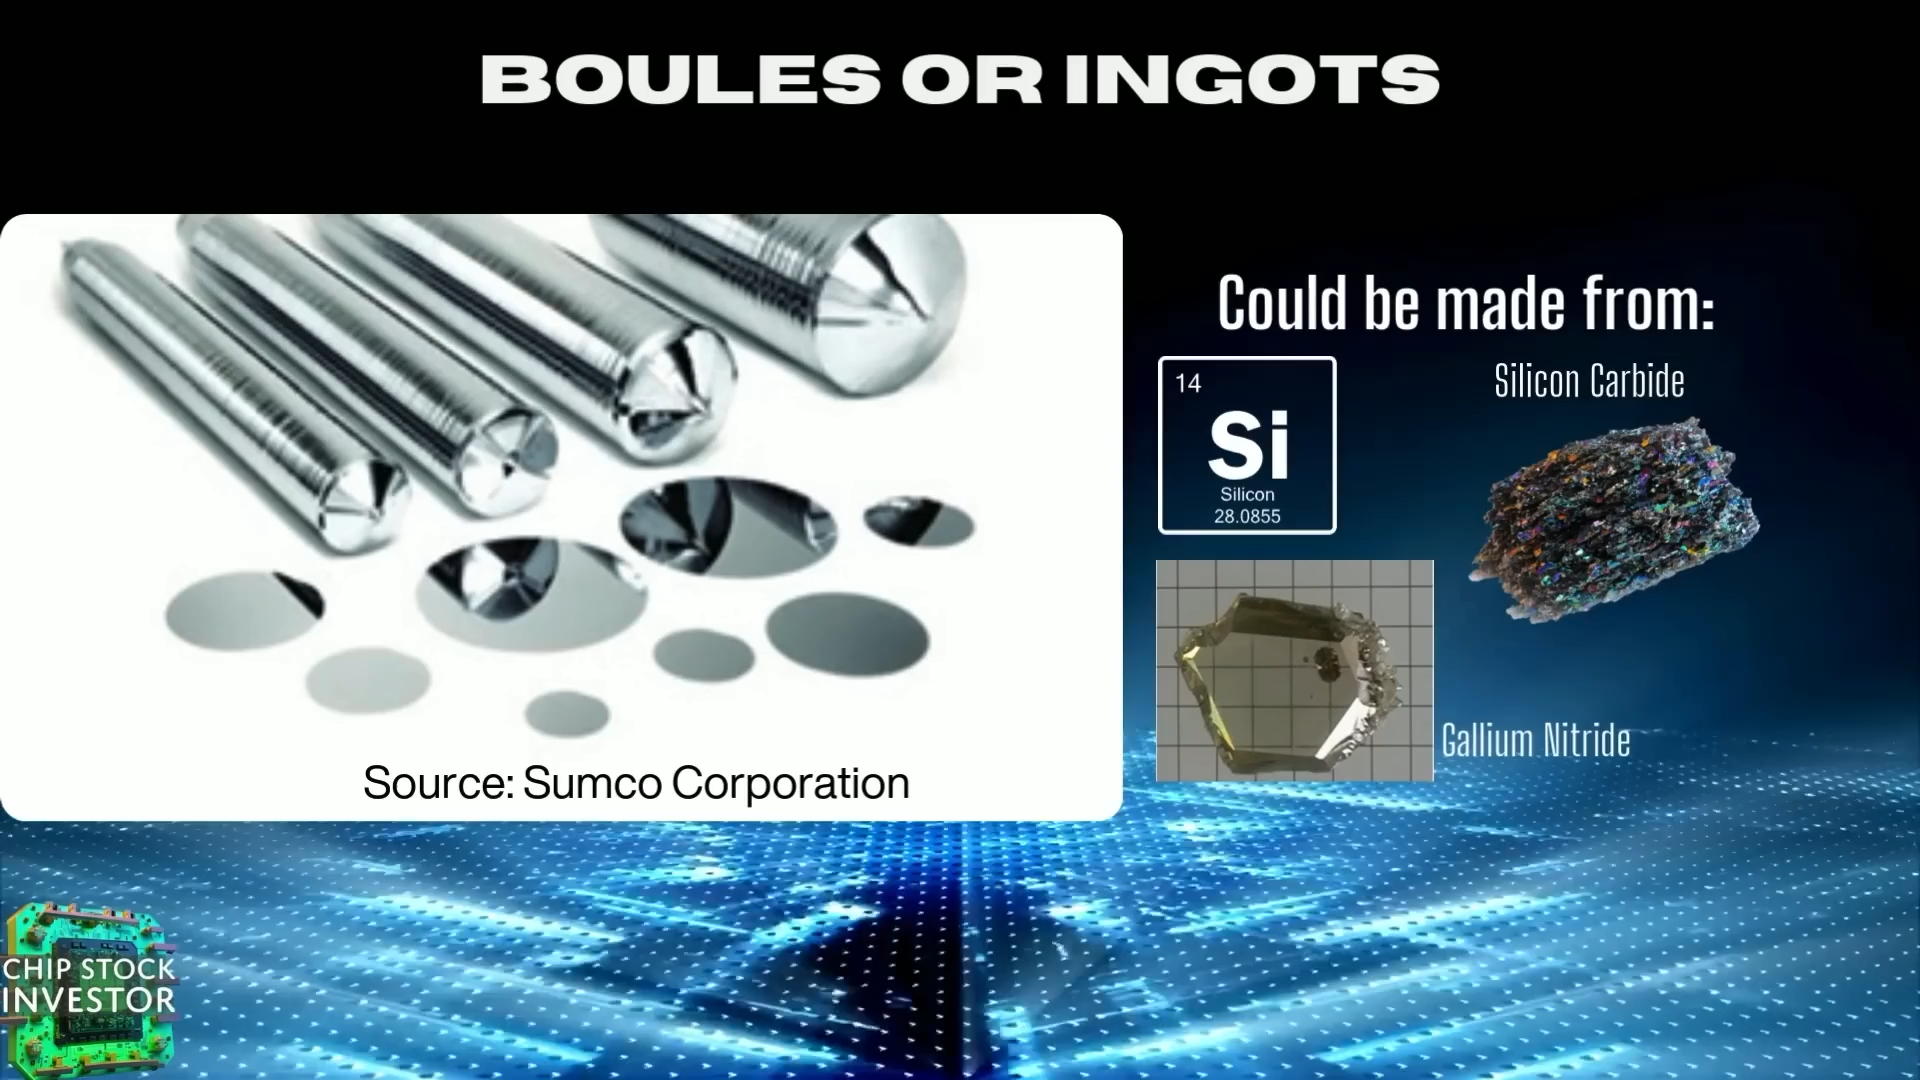 BOULES OR INGOTS
Could be made from:
14
Si
Silicon
28.0855
Silicon Carbide
Gallium Nitride
Source: Sumco Corporation
CHIP STOCK
INVESTOR